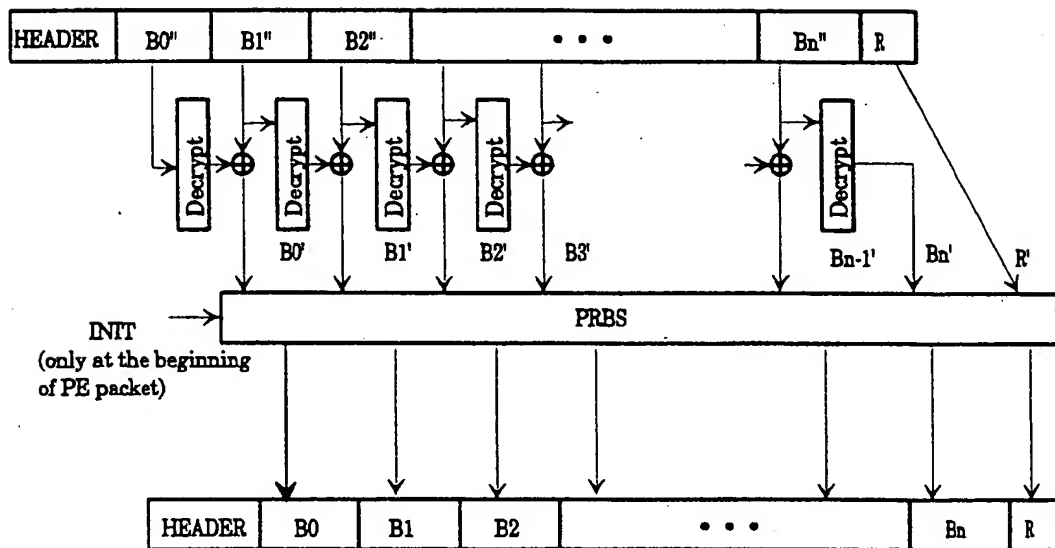 HEADER B0" B1" B2" • • • Bn" R
Decrypt Decrypt Decrypt Decrypt Decrypt
B0' B1' B2' B3' Bn-1' Bn' R'
PRBS
INIT
(only at the beginning
of PE packet)
HEADER B0 B1 B2 • • • Bn R